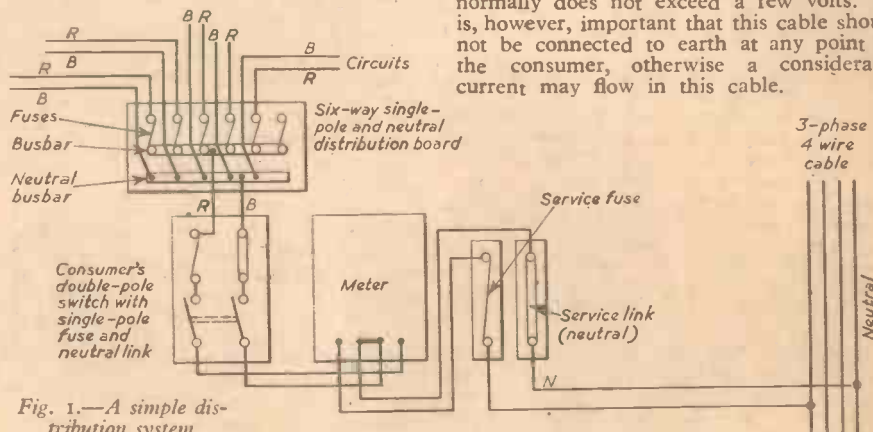 normally does not exceed a few volts.
is, however, important that this cable
not be connected to earth at any point
the consumer, otherwise a
current may flow in this cable.
B R
R
B
R
B R
B
R
Circuits
R
B
B
Fuses
Busbar
Neutral
busbar
Six-way single-
pole and neutral
distribution board
3-phase
4 wire
cable
R
B
Service fuse
Consumer's
double-pole
switch with
single-pole
fuse and
neutral link
Meter
Service link
(neutral)
Neutral
N
Fig. 1.—A simple dis-
tribution system